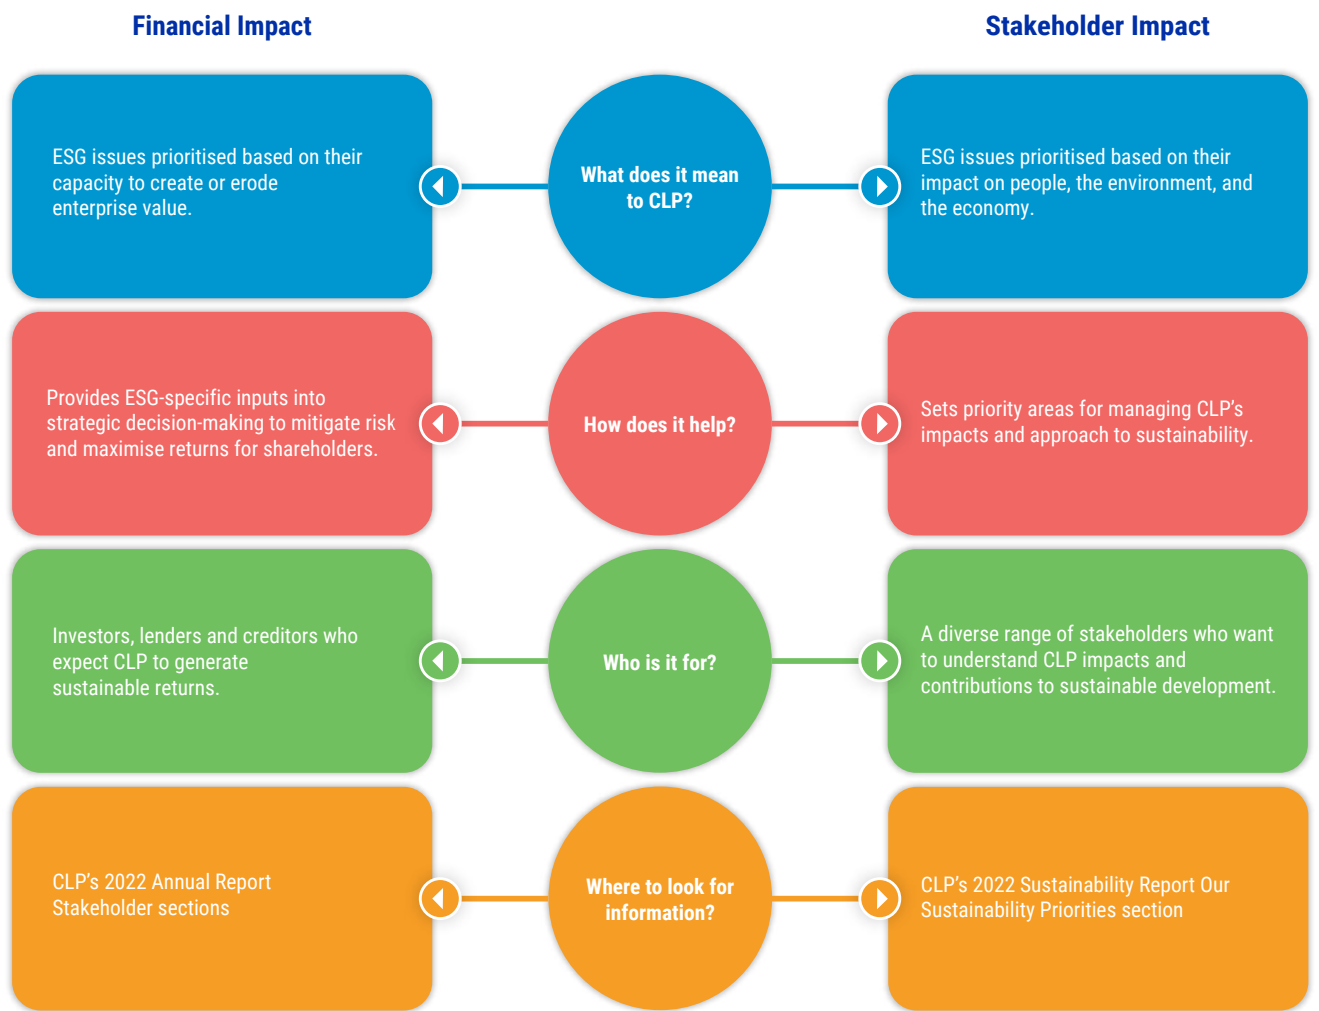 Financial Impact
Stakeholder Impact
ESG issues prioritised based on their
capacity to create or erode
enterprise value.
What does it mean
to CLP?
ESG issues prioritised based on their
impact on people, the environment, and
the economy.
Provides ESG-specific inputs into
strategic decision-making to mitigate risk
and maximise returns for shareholders.
How does it help?
Sets priority areas for managing CLP's
impacts and approach to sustainability.
Investors, lenders and creditors who
expect CLP to generate
sustainable returns.
Who is it for?
A diverse range of stakeholders who want
to understand CLP impacts and
contributions to sustainable development.
CLP's 2022 Annual Report
Stakeholder sections
Where to look for
information?
CLP's 2022 Sustainability Report Our
Sustainability Priorities section